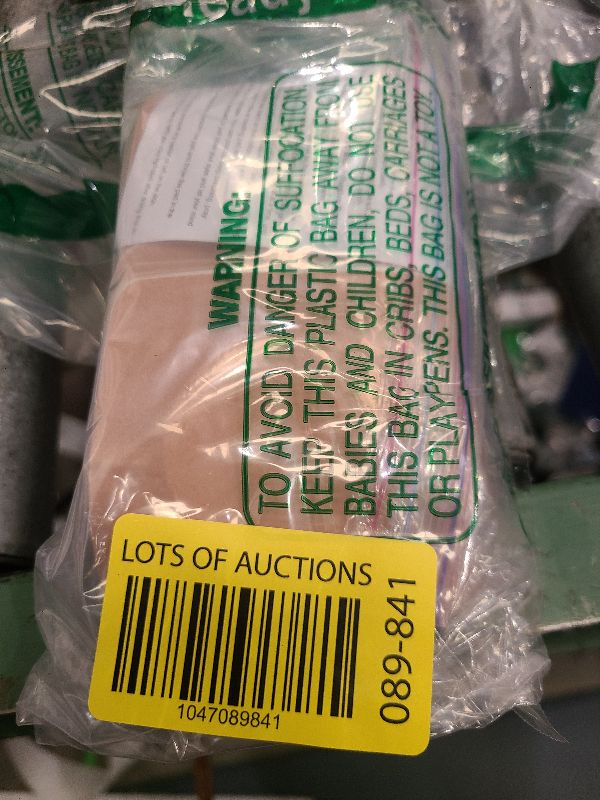 WARNING:
TO AVOID DANGER OF SUFFOCATION
KEEP THIS PLASTIC BAG AWAY FROM
BABIES AND CHILDREN, DO NOT USE
THIS BAG IN CRIBS, BEDS, CARRIAGES
OR PLAYPENS. THIS BAG IS NOT A TOY.
LOTS OF AUCTIONS
1047089841
089-841